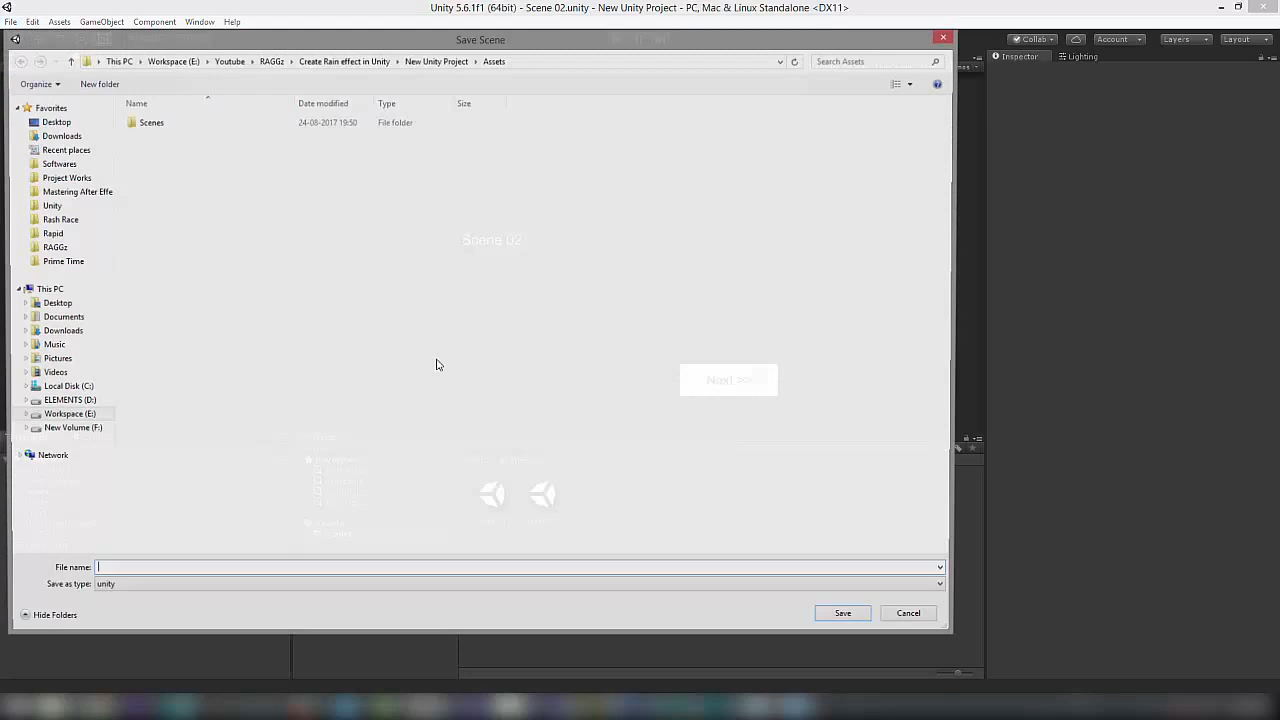 Unity 5.6.1f1 (64bit) - Scene 02.unity - New Unity Project - PC, Mac & Linux Standalone <DX11>
File Edit Assets GameObject Component Window Help
Save Scene
Collab Account Layers Layout
This PC Workspace (E:) Youtube RAGGz Create Rain effect in Unity New Unity Project Assets
Search Assets
Inspector Lighting
Organize New folder
Name Date modified Type Size
Scenes 24-08-2017 19:50 File folder
Favorites
Desktop
Downloads
Recent places
Softwares
Project Works
Mastering After Effe
Unity
Rash Race
Rapid
RAGGz
Prime Time
Scene 02
This PC
Desktop
Documents
Downloads
Music
Pictures
Videos
Local Disk (C:)
ELEMENTS (D:)
Workspace (E:)
New Volume (F:)
Network
Next >>>
File name:
Save as type: unity
Hide Folders
Save Cancel